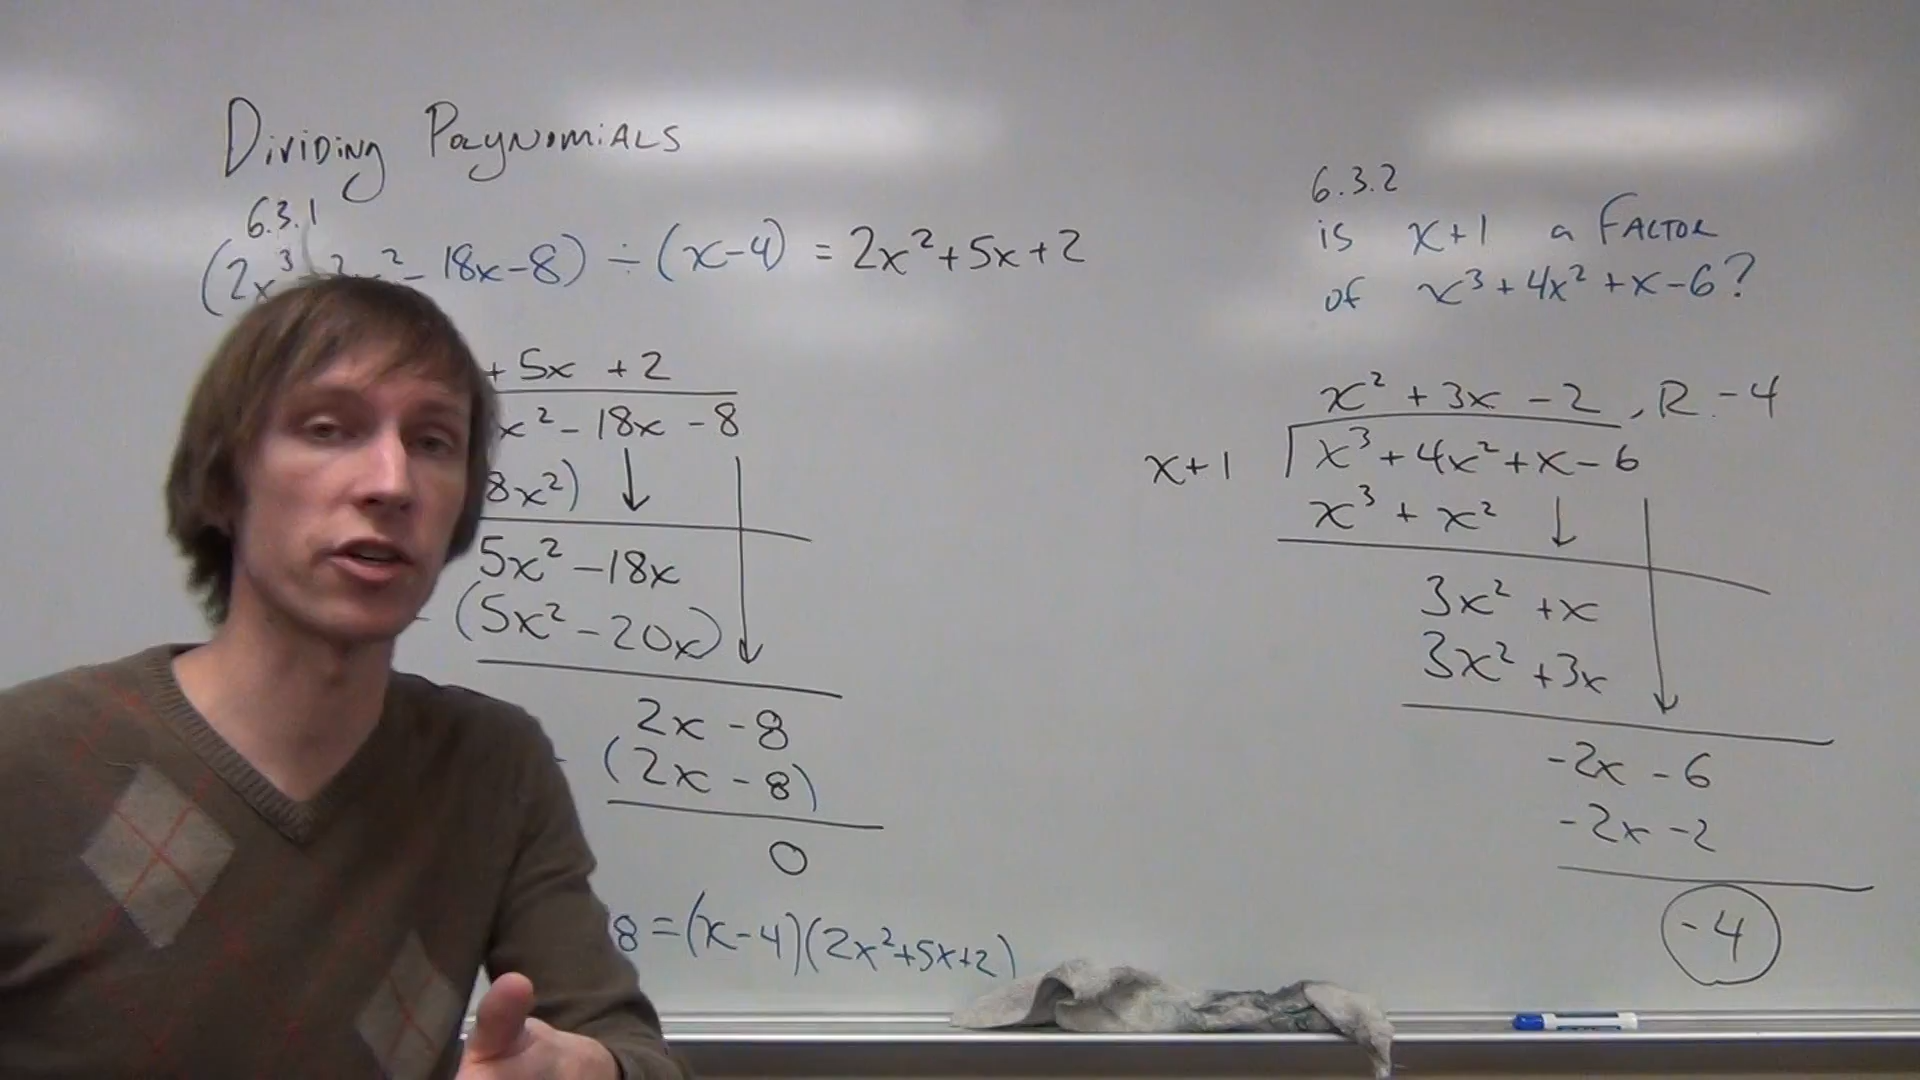 Dividing Polynomials
6.3.1
(2x³ 2x² - 18x - 8) ÷ (x-4) = 2x² + 5x + 2
+ 5x + 2
x² - 18x - 8
8x²)
5x² - 18x
- (5x² - 20x)
2x - 8
(2x - 8)
0
8 = (x-4)(2x²+5x+2)
6.3.2
is x+1 a FACTOR
of x³ + 4x² + x - 6?
x² + 3x - 2, R -4
x+1 x³ + 4x² + x - 6
x³ + x²
3x² + x
3x² + 3x
-2x - 6
-2x - 2
-4